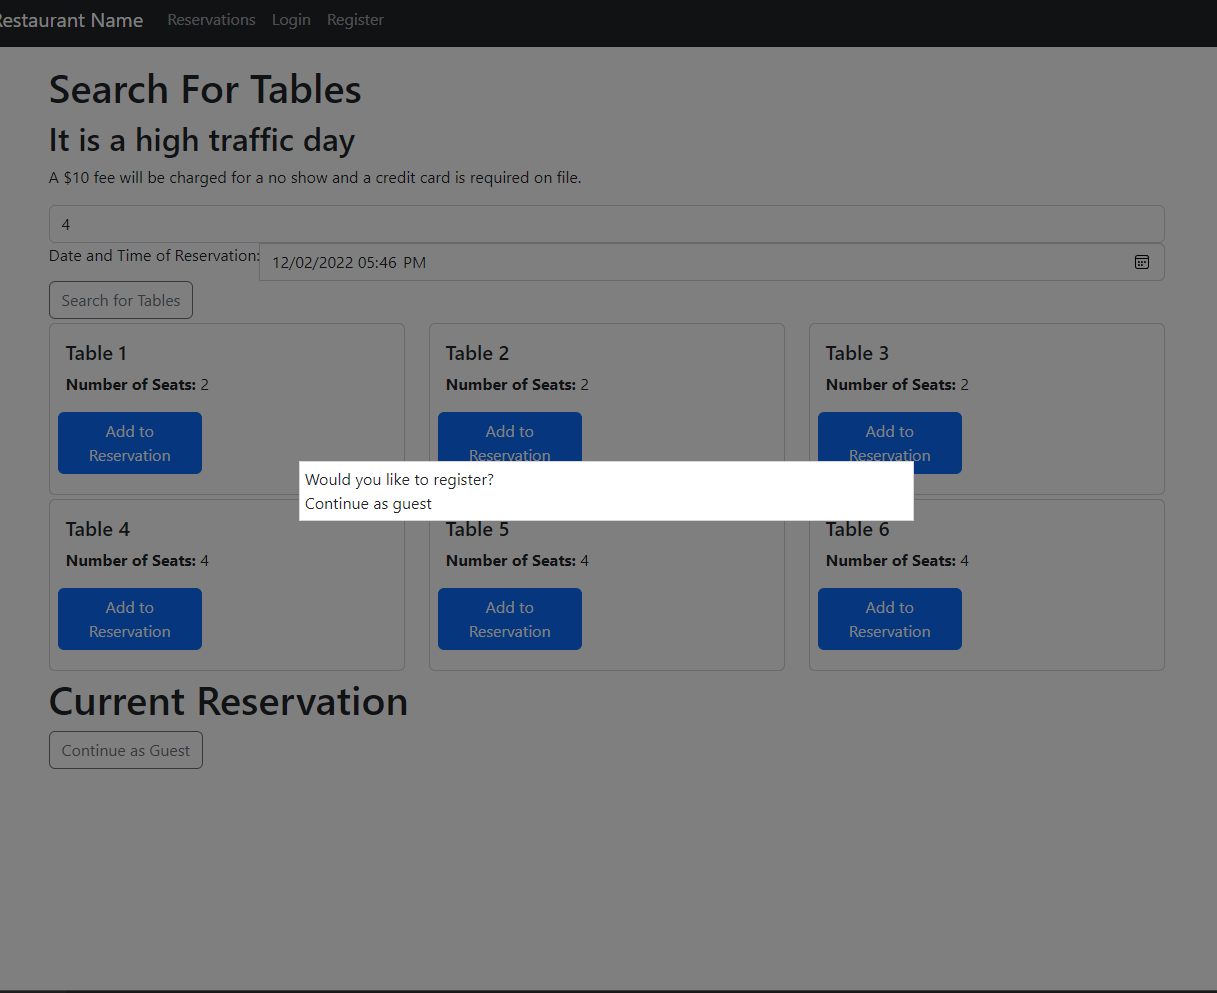 Restaurant Name Reservations Login Register
Search For Tables
It is a high traffic day
A $10 fee will be charged for a no show and a credit card is required on file.
4
Date and Time of Reservation: 12/02/2022 05:46 PM
Search for Tables
Table 1
Number of Seats: 2
Add to
Reservation
Table 2
Number of Seats: 2
Add to
Reservation
Table 3
Number of Seats: 2
Add to
Reservation
Would you like to register?
Continue as guest
Table 4
Number of Seats: 4
Add to
Reservation
Table 5
Number of Seats: 4
Add to
Reservation
Table 6
Number of Seats: 4
Add to
Reservation
Current Reservation
Continue as Guest